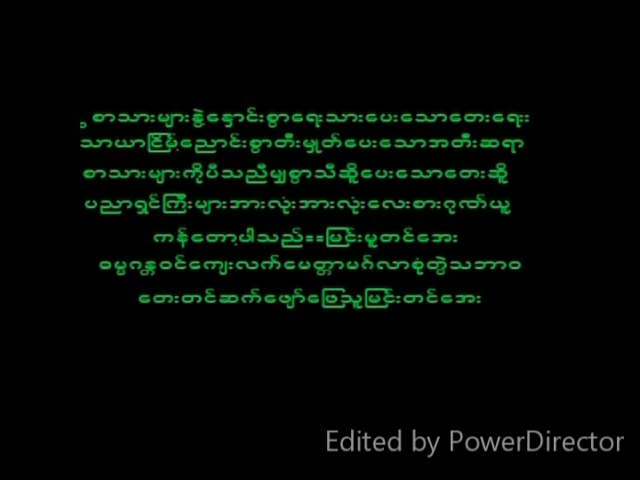 စာသားများနွဲ့နှောင်းစွာရေးသားပေးသောတေးရေး
သာယာငြိမ့်ညောင်းစွာတီးမှုတ်ပေးသောအတီးဆရာ
စာသားများကိုပီသညီမျှစွာသီဆိုပေးသောတေးဆို
ပညာရှင်ကြီးများအားလုံးအားလုံးလေးစားဂုဏ်ယူ
ကန်တော့ပါသည်==မြင်းမူတင်အေး
ဓမ္မဂန္တဝင်ကျေးလက်မေတ္တာမင်္ဂလာစုံတွဲသဘာဝ
တေးတင်ဆက်ဖျော်ဖြေသူမြင်းတင်အေး
Edited by PowerDirector